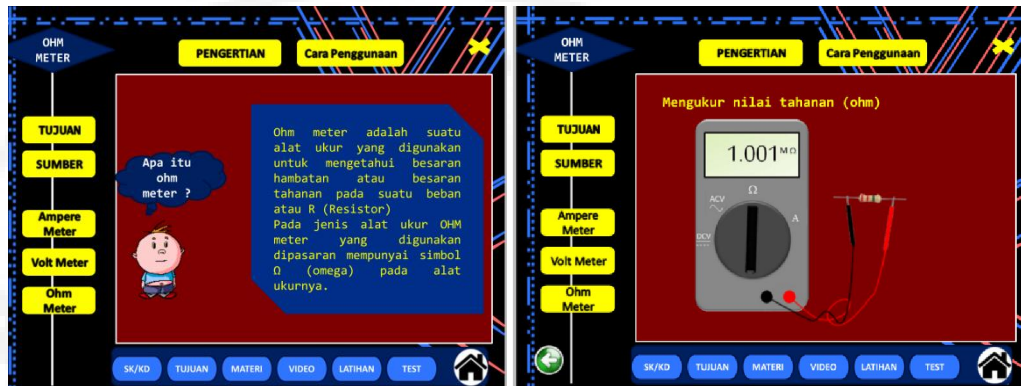 OHM
METER
PENGERTIAN
Cara Penggunaan
TUJUAN
SUMBER
Ampere
Meter
Volt Meter
Ohm
Meter
Apa itu
ohm
meter ?
Ohm meter adalah suatu
alat ukur yang digunakan
untuk mengetahui besaran
hambatan atau besaran
tahanan pada suatu beban
atau R (Resistor)
Pada jenis alat ukur OHM
meter yang digunakan
dipasaran mempunyai simbol
Ω (omega) pada alat
ukurnya.
SK/KD
TUJUAN
MATERI
VIDEO
LATIHAN
TEST
OHM
METER
PENGERTIAN
Cara Penggunaan
TUJUAN
SUMBER
Ampere
Meter
Volt Meter
Ohm
Meter
Mengukur nilai tahanan (ohm)
1.001 MΩ
Ω
ACV
A
DCV
SK/KD
TUJUAN
MATERI
VIDEO
LATIHAN
TEST